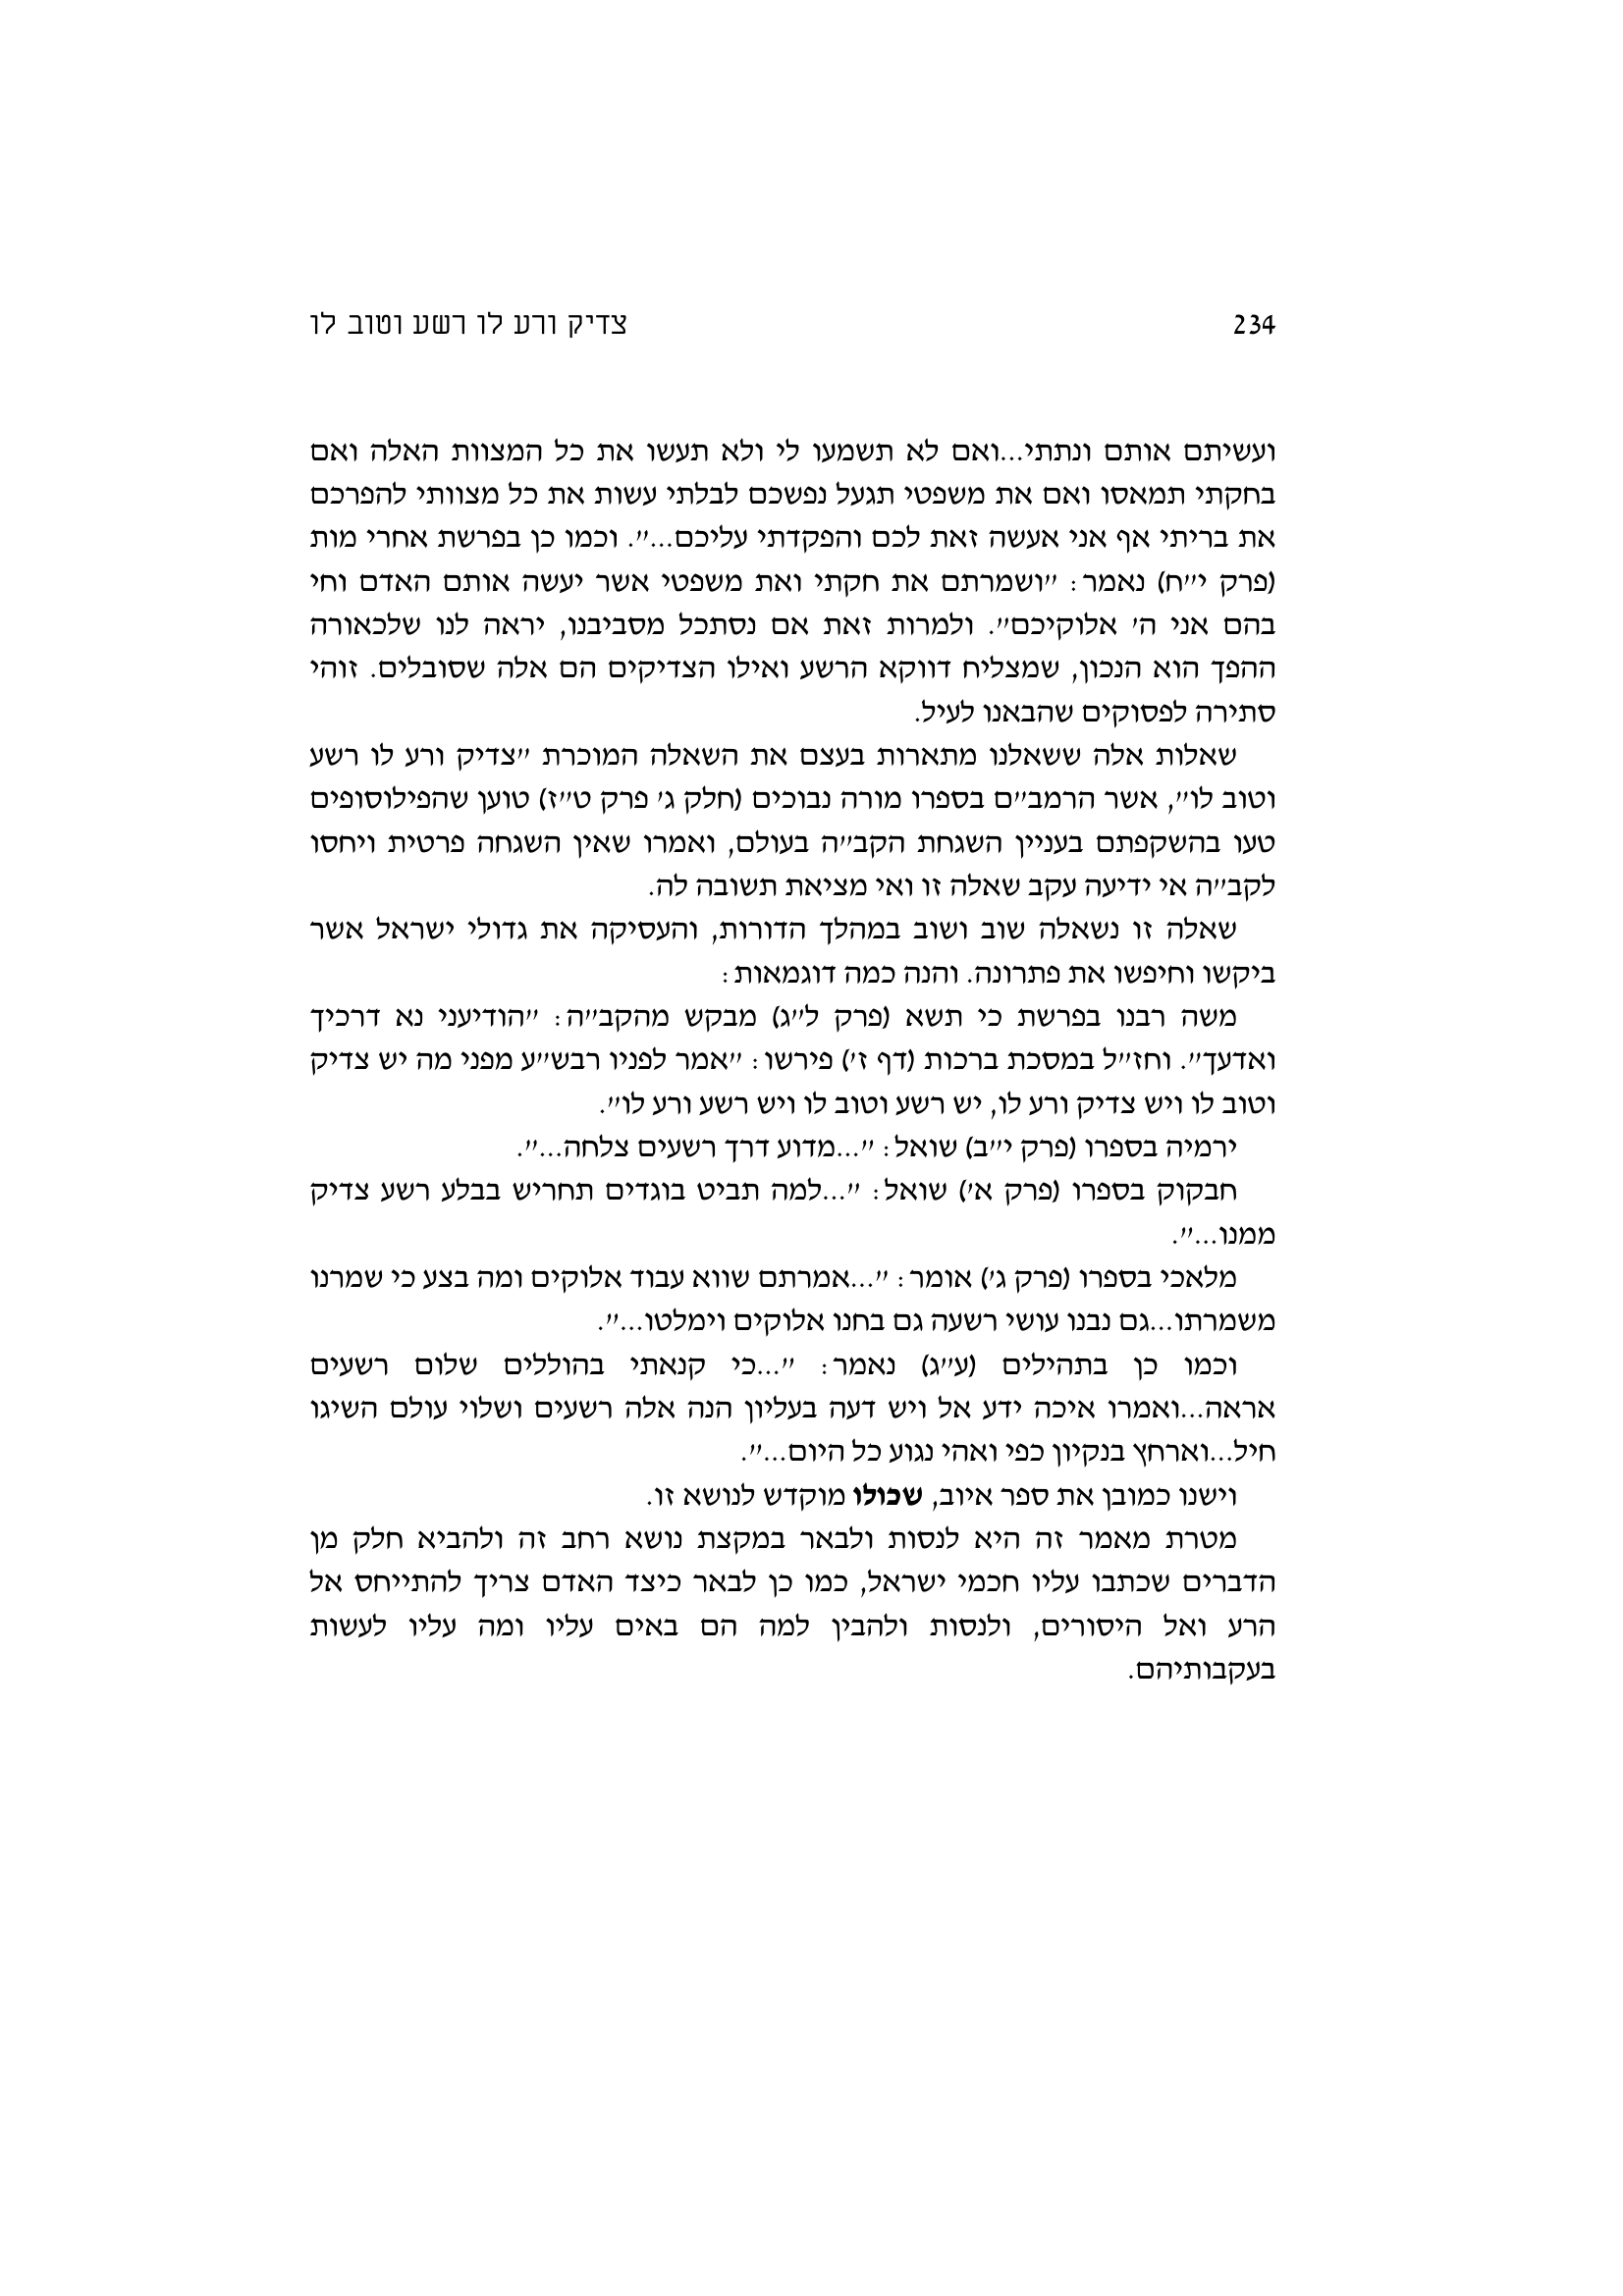 234
צדיק ורע לו רשע וטוב לו
ועשיתם אותם ונתתי...ואם לא תשמעו לי ולא תעשו את כל המצוות האלה ואם
בחקתי תמאסו ואם את משפטי תגעל נפשכם לבלתי עשות את כל מצוותי להפרכם
את בריתי אף אני אעשה זאת לכם והפקדתי עליכם...". וכמו כן בפרשת אחרי מות
(פרק י"ח) נאמר: "ושמרתם את חקתי ואת משפטי אשר יעשה אותם האדם וחי
בהם אני ה' אלוקיכם". ולמרות זאת אם נסתכל מסביבנו, יראה לנו שלכאורה
ההפך הוא הנכון, שמצליח דווקא הרשע ואילו הצדיקים הם אלה שסובלים. זוהי
סתירה לפסוקים שהבאנו לעיל.
שאלות אלה ששאלנו מתארות בעצם את השאלה המוכרת "צדיק ורע לו רשע
וטוב לו", אשר הרמב"ם בספרו מורה נבוכים (חלק ג' פרק ט"ז) טוען שהפילוסופים
טעו בהשקפתם בעניין השגחת הקב"ה בעולם, ואמרו שאין השגחה פרטית ויחסו
לקב"ה אי ידיעה עקב שאלה זו ואי מציאת תשובה לה.
שאלה זו נשאלה שוב ושוב במהלך הדורות, והעסיקה את גדולי ישראל אשר
ביקשו וחיפשו את פתרונה. והנה כמה דוגמאות:
משה רבנו בפרשת כי תשא (פרק ל"ג) מבקש מהקב"ה: "הודיעני נא דרכיך
ואדעך". וחז"ל במסכת ברכות (דף ז') פירשו: "אמר לפניו רבש"ע מפני מה יש צדיק
וטוב לו ויש צדיק ורע לו, יש רשע וטוב לו ויש רשע ורע לו".
ירמיה בספרו (פרק י"ב) שואל: "...מדוע דרך רשעים צלחה...".
חבקוק בספרו (פרק א') שואל: "...למה תביט בוגדים תחריש בבלע רשע צדיק
ממנו...".
מלאכי בספרו (פרק ג') אומר: "...אמרתם שווא עבוד אלוקים ומה בצע כי שמרנו
משמרתו...גם נבנו עושי רשעה גם בחנו אלוקים וימלטו...".
וכמו כן בתהילים (ע"ג) נאמר: "...כי קנאתי בהוללים שלום רשעים
אראה...ואמרו איכה ידע אל ויש דעה בעליון הנה אלה רשעים ושלוי עולם השיגו
חיל...וארחץ בנקיון כפי ואהי נגוע כל היום...".
וישנו כמובן את ספר איוב, שכולו מוקדש לנושא זו.
מטרת מאמר זה היא לנסות ולבאר במקצת נושא רחב זה ולהביא חלק מן
הדברים שכתבו עליו חכמי ישראל, כמו כן לבאר כיצד האדם צריך להתייחס אל
הרע ואל היסורים, ולנסות ולהבין למה הם באים עליו ומה עליו לעשות
בעקבותיהם.